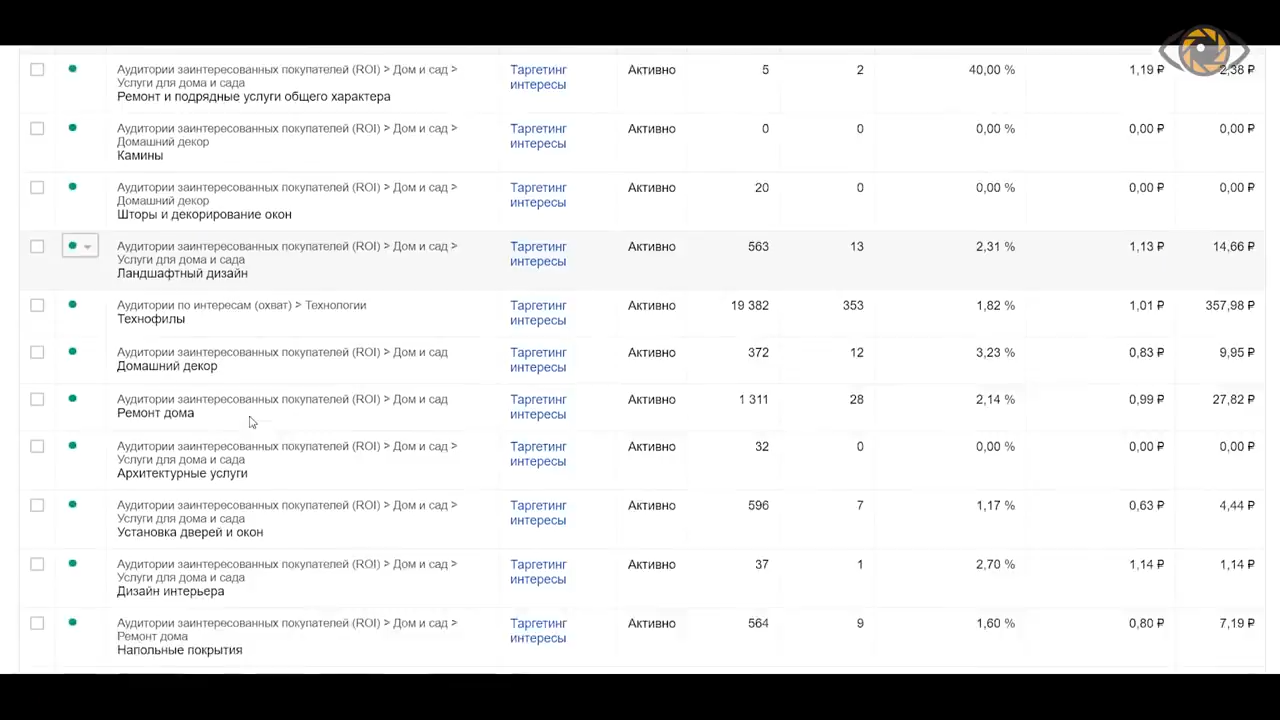 Аудитории заинтересованных покупателей (ROI) > Дом и сад > Таргетинг Активно 5 2 40,00 % 1,19 ₽ 2,38 ₽
Услуги для дома и сада интересы
Ремонт и подрядные услуги общего характера
Аудитории заинтересованных покупателей (ROI) > Дом и сад > Таргетинг Активно 0 0 0,00 % 0,00 ₽ 0,00 ₽
Домашний декор интересы
Камины
Аудитории заинтересованных покупателей (ROI) > Дом и сад > Таргетинг Активно 20 0 0,00 % 0,00 ₽ 0,00 ₽
Домашний декор интересы
Шторы и декорирование окон
Аудитории заинтересованных покупателей (ROI) > Дом и сад > Таргетинг Активно 563 13 2,31 % 1,13 ₽ 14,66 ₽
Услуги для дома и сада интересы
Ландшафтный дизайн
Аудитории по интересам (охват) > Технологии Таргетинг Активно 19 382 353 1,82 % 1,01 ₽ 357,98 ₽
Технофилы интересы
Аудитории заинтересованных покупателей (ROI) > Дом и сад Таргетинг Активно 372 12 3,23 % 0,83 ₽ 9,95 ₽
Домашний декор интересы
Аудитории заинтересованных покупателей (ROI) > Дом и сад Таргетинг Активно 1 311 28 2,14 % 0,99 ₽ 27,82 ₽
Ремонт дома интересы
Аудитории заинтересованных покупателей (ROI) > Дом и сад > Таргетинг Активно 32 0 0,00 % 0,00 ₽ 0,00 ₽
Услуги для дома и сада интересы
Архитектурные услуги
Аудитории заинтересованных покупателей (ROI) > Дом и сад > Таргетинг Активно 596 7 1,17 % 0,63 ₽ 4,44 ₽
Услуги для дома и сада интересы
Установка дверей и окон
Аудитории заинтересованных покупателей (ROI) > Дом и сад > Таргетинг Активно 37 1 2,70 % 1,14 ₽ 1,14 ₽
Услуги для дома и сада интересы
Дизайн интерьера
Аудитории заинтересованных покупателей (ROI) > Дом и сад > Таргетинг Активно 564 9 1,60 % 0,80 ₽ 7,19 ₽
Ремонт дома интересы
Напольные покрытия